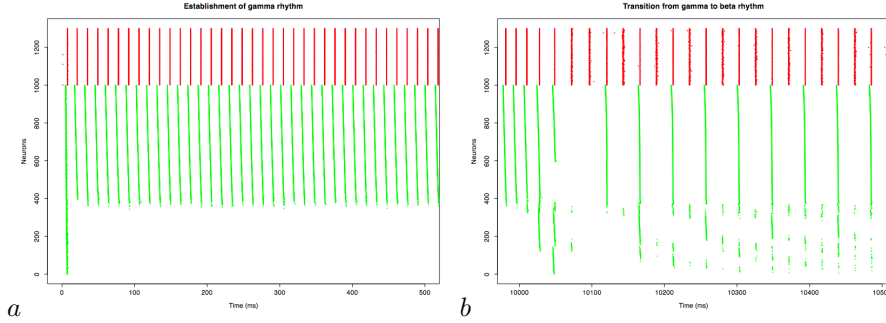 Establishment of gamma rhythm
Neurons
0 200 400 600 800 1000 1200
0 100 200 300 400 500
Time (ms)
a
Transition from gamma to beta rhythm
Neurons
0 200 400 600 800 1000 1200
10000 10100 10200 10300 10400
Time (ms)
b